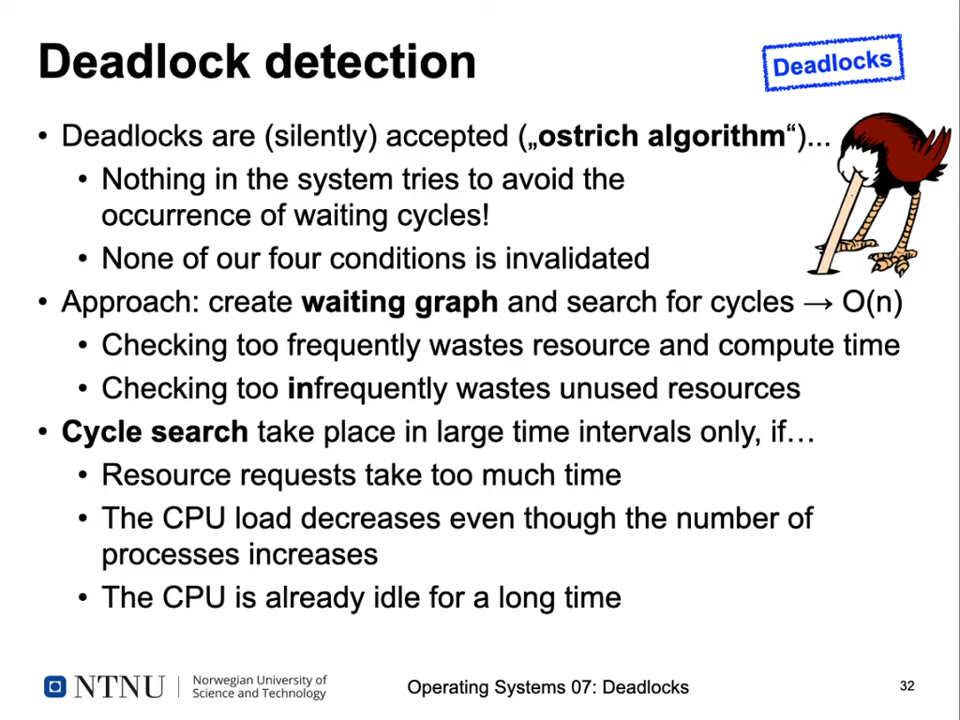 Deadlock detection
Deadlocks
• Deadlocks are (silently) accepted („ostrich algorithm“)...
• Nothing in the system tries to avoid the
occurrence of waiting cycles!
• None of our four conditions is invalidated
• Approach: create waiting graph and search for cycles → O(n)
• Checking too frequently wastes resource and compute time
• Checking too infrequently wastes unused resources
• Cycle search take place in large time intervals only, if…
• Resource requests take too much time
• The CPU load decreases even though the number of
processes increases
• The CPU is already idle for a long time
NTNU
Norwegian University of
Science and Technology
Operating Systems 07: Deadlocks
32